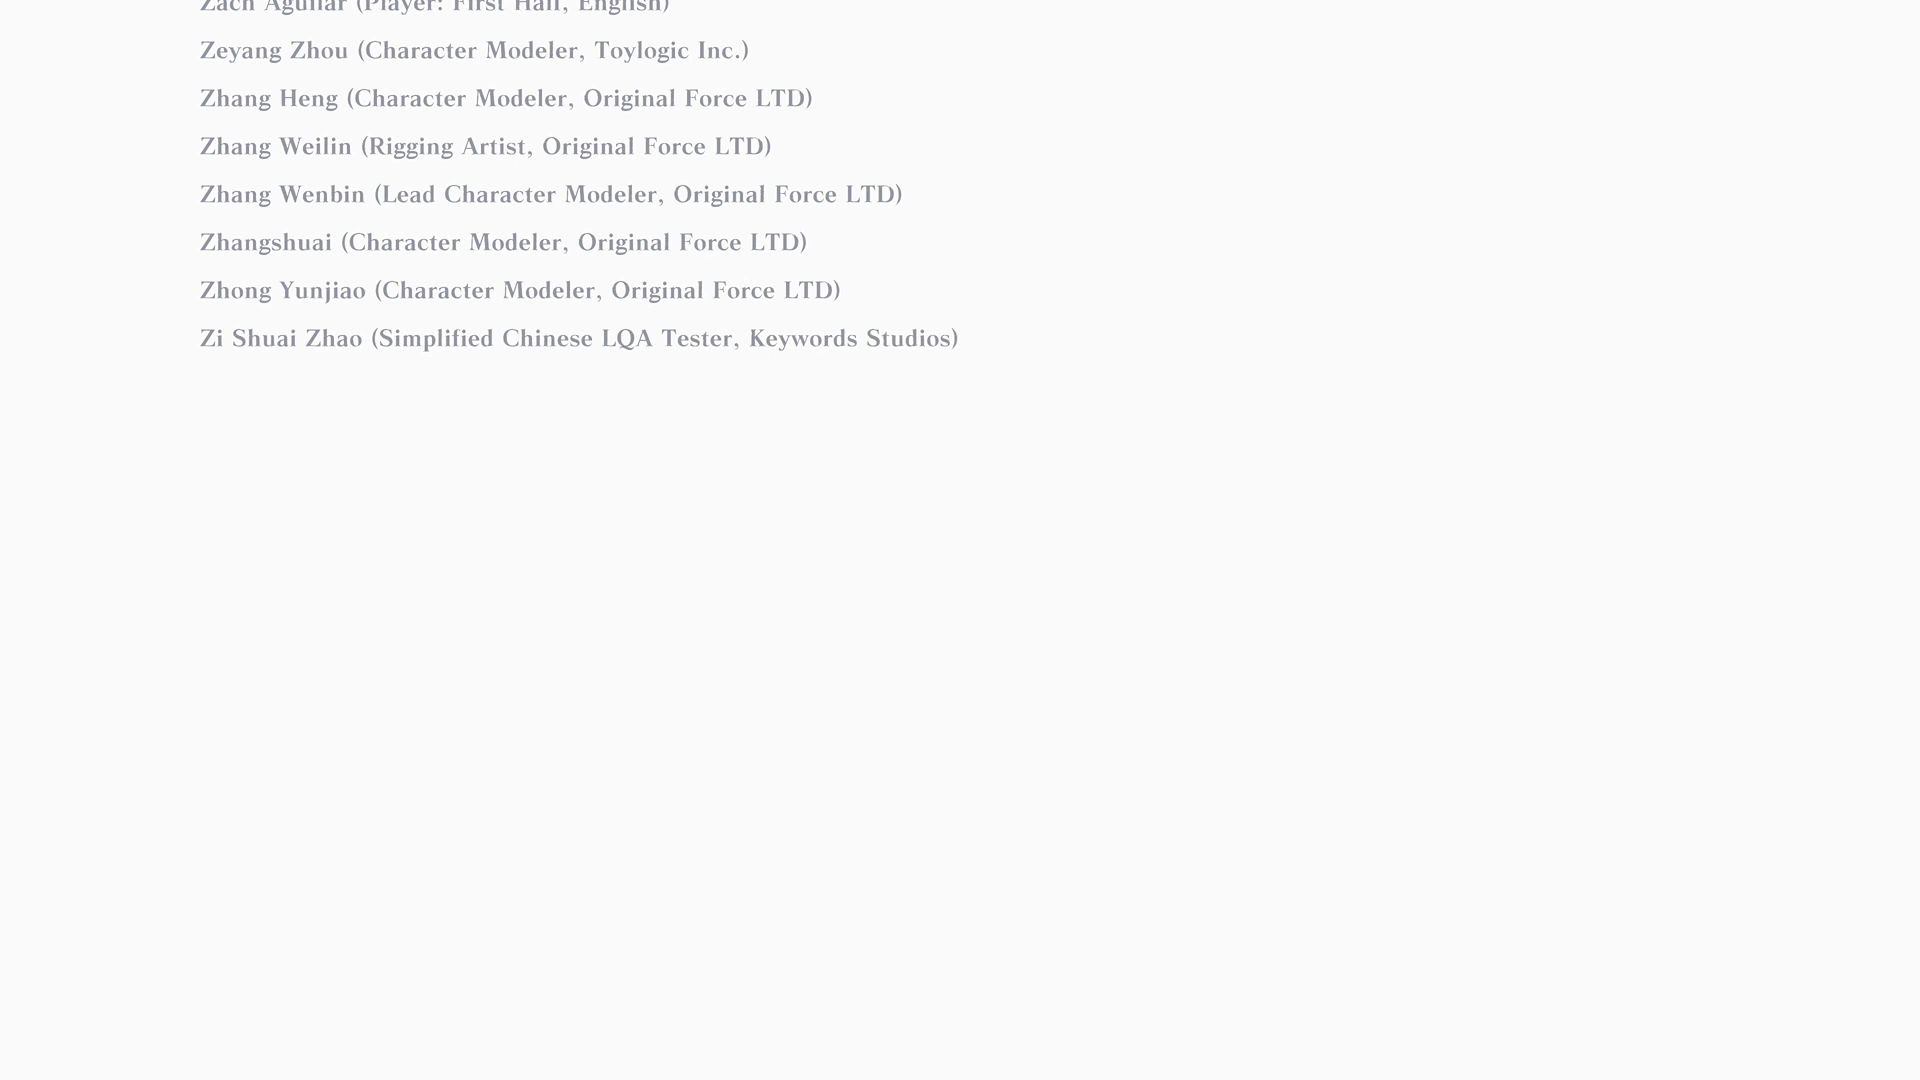 Zach Aguilar (Player: First Half, English)
Zeyang Zhou (Character Modeler, Toylogic Inc.)
Zhang Heng (Character Modeler, Original Force LTD)
Zhang Weilin (Rigging Artist, Original Force LTD)
Zhang Wenbin (Lead Character Modeler, Original Force LTD)
Zhangshuai (Character Modeler, Original Force LTD)
Zhong Yunjiao (Character Modeler, Original Force LTD)
Zi Shuai Zhao (Simplified Chinese LQA Tester, Keywords Studios)